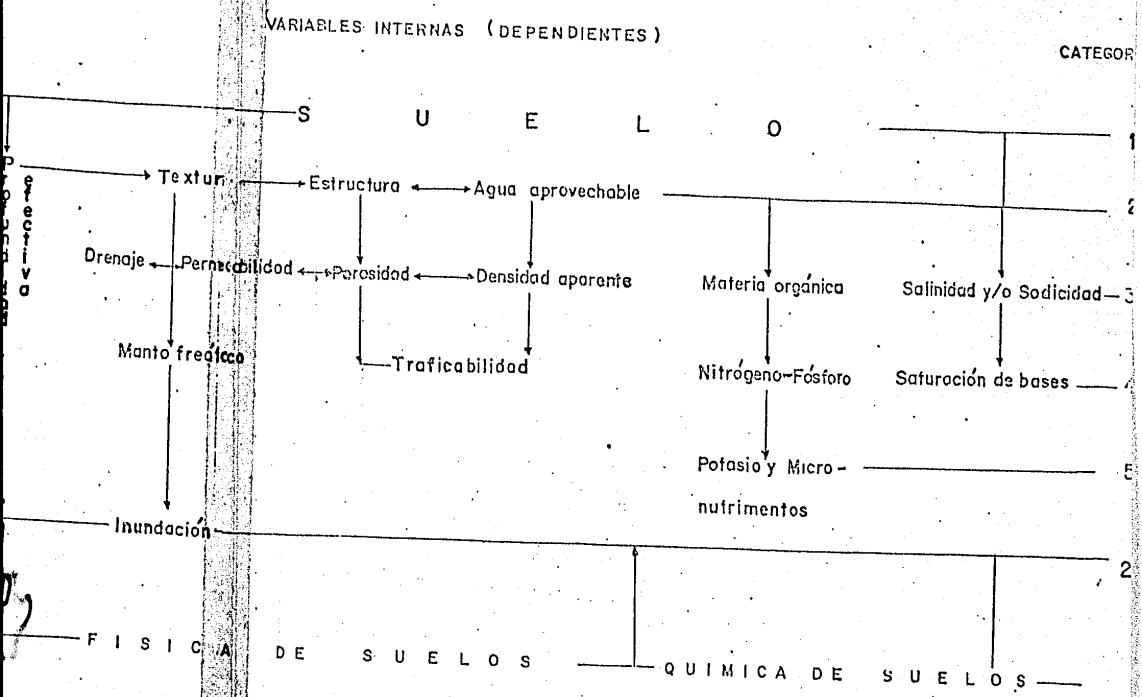 VARIABLES INTERNAS (DEPENDIENTES)
CATEGOR
S U E L O
1
efectiva
Textur
Estructura
Agua aprovechable
2
Drenaje
Permeabilidad
Porosidad
Densidad aparente
Materia orgánica
Salinidad y/o Sodicidad
3
Manto freático
Traficabilidad
Nitrógeno-Fósforo
Saturación de bases
Potasio y Micro-
nutrimentos
5
Inundación
2
FISICA DE SUELOS
QUIMICA DE SUELOS